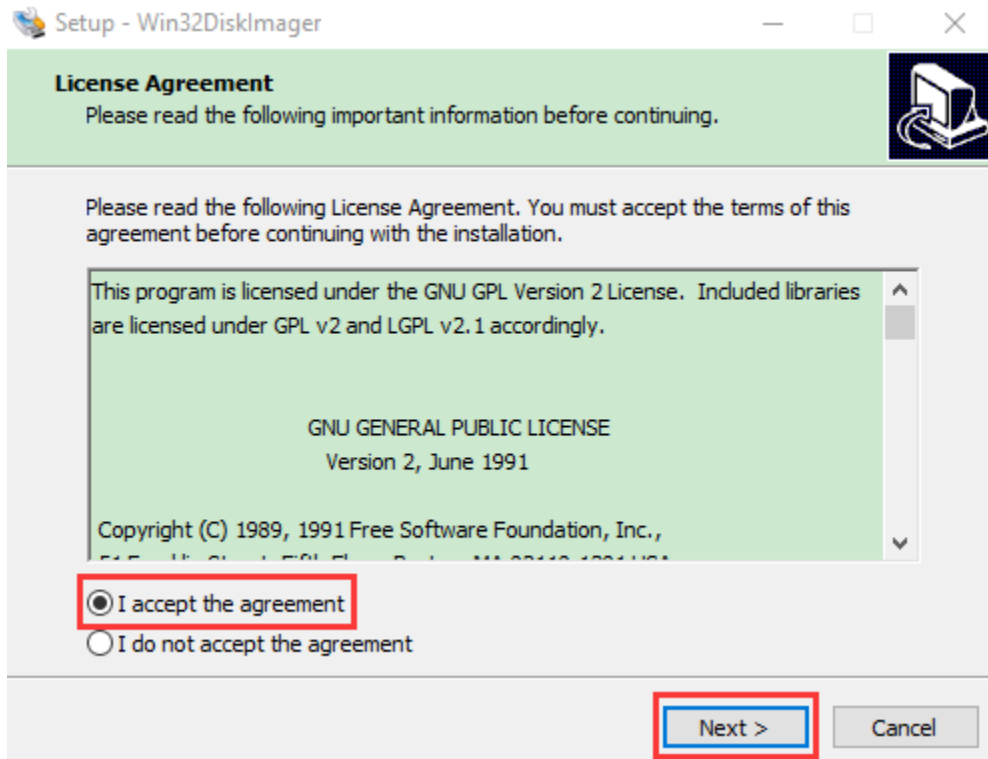 Setup - Win32DiskImager
License Agreement
Please read the following important information before continuing.
Please read the following License Agreement. You must accept the terms of this
agreement before continuing with the installation.
This program is licensed under the GNU GPL Version 2 License.  Included libraries
are licensed under GPL v2 and LGPL v2.1 accordingly.
GNU GENERAL PUBLIC LICENSE
Version 2, June 1991
Copyright (C) 1989, 1991 Free Software Foundation, Inc.,
I accept the agreement
I do not accept the agreement
Next >
Cancel